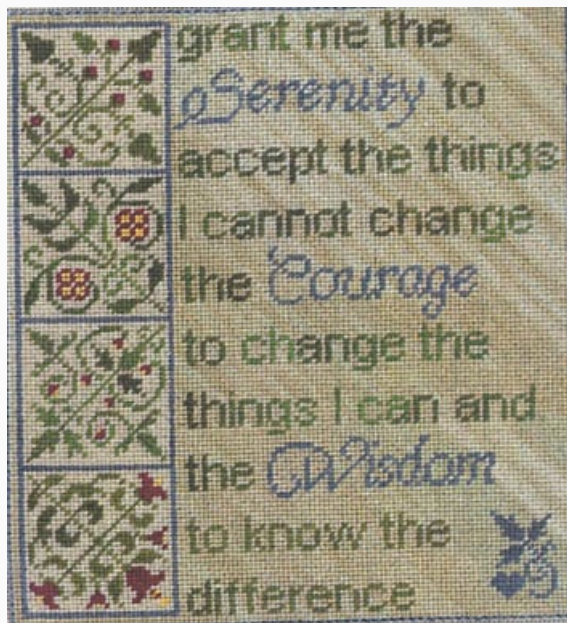 grant me the
Serenity to
accept the things
I cannot change
the Courage
to change the
things I can and
the Wisdom
to know the
difference